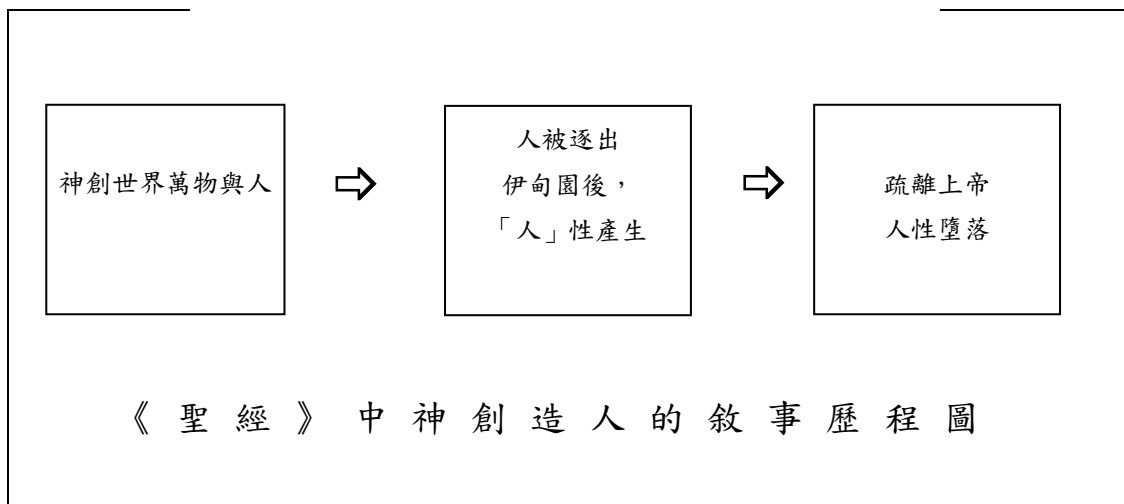 神創世界萬物與人
人被逐出
伊甸園後，
「人」性產生
疏離上帝
人性墮落
《聖經》中神創造人的敘事歷程圖